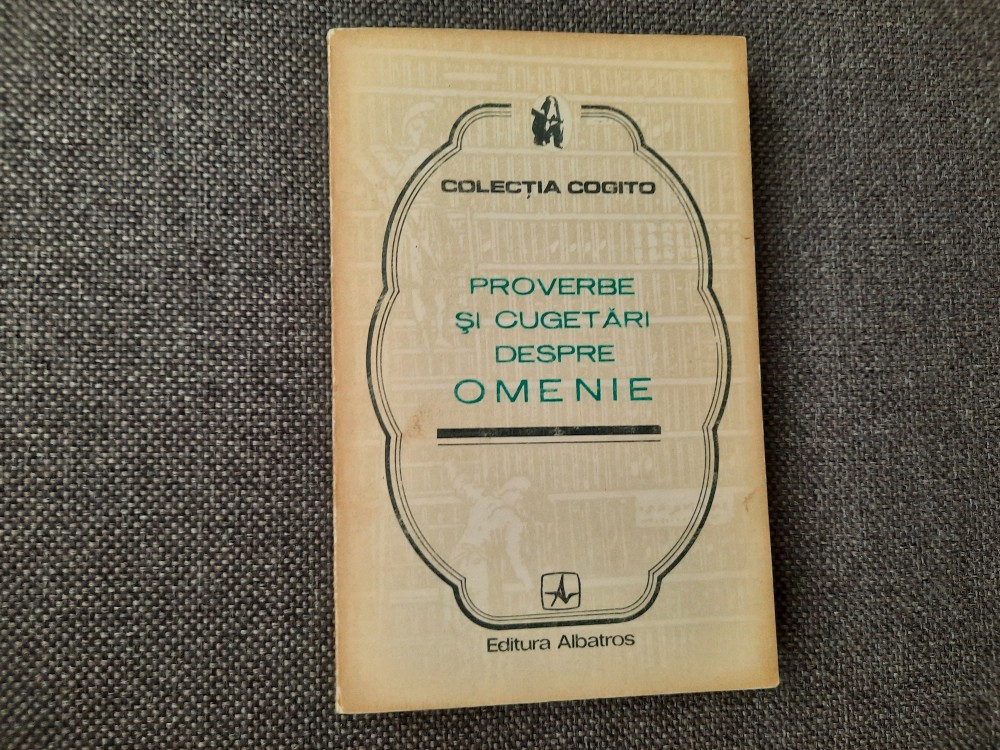 COLECȚIA COGITO
PROVERBE
ȘI CUGETĂRI
DESPRE
OMENIE
Editura Albatros